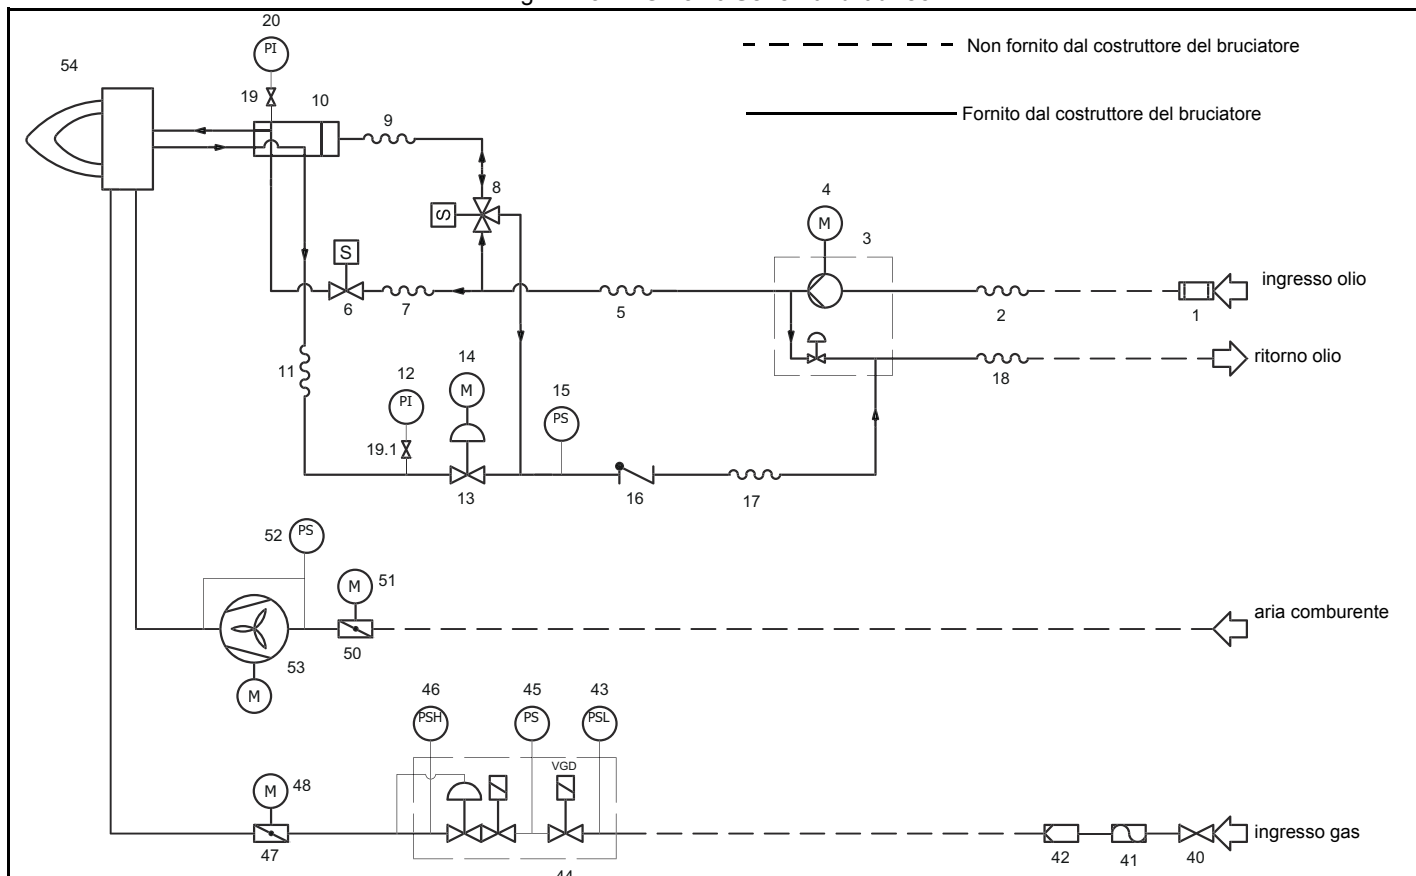 20
PI
Non fornito dal costruttore del bruciatore
54
19
10
9
Fornito dal costruttore del bruciatore
8
S
4
M
3
S
6
7
5
2
1
ingresso olio
18
ritorno olio
11
12
PI
14
M
15
PS
19.1
13
16
17
52
PS
51
M
50
53
M
aria comburente
46
PSH
45
PS
43
PSL
VGD
48
M
47
42
41
40
ingresso gas
44